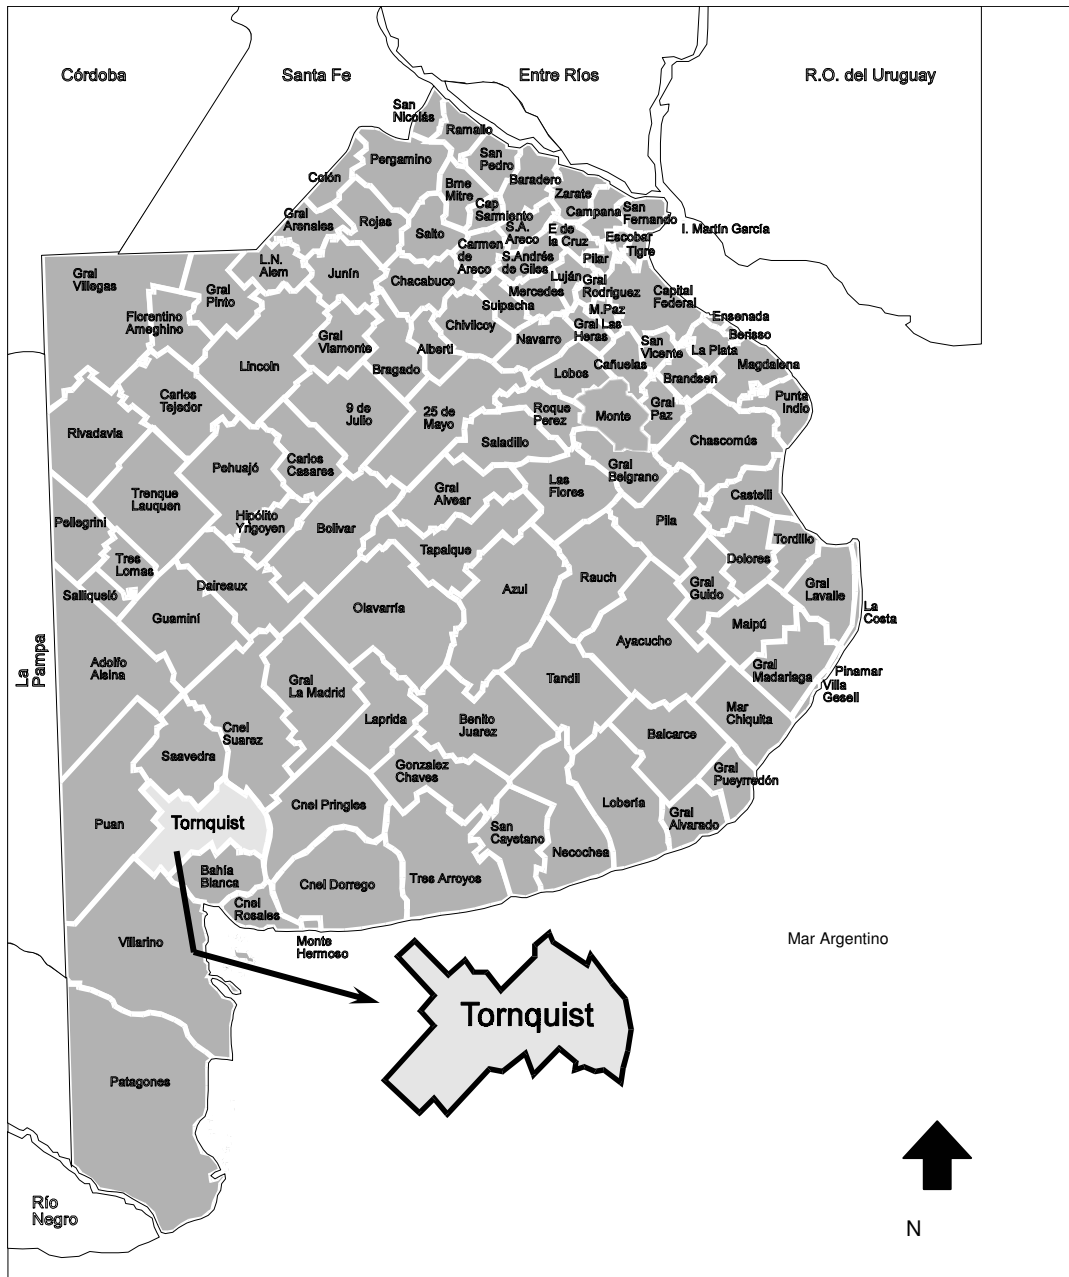 Córdoba
Santa Fe
Entre Ríos
R.O. del Uruguay
San
Nicolás
Ramallo
Pergamino
San
Pedro
Colón
Bme
Mitre
Baradero
Zarate
Gral
Arenales
Rojas
Cap
Sarmiento
Campana
San
Fernando
I. Martín García
Salto
S.A.
Areco
E de
la Cruz
Escobar
Tigre
Carmen
de
Areco
S.Andrés
de Giles
Pilar
L.N.
Alem
Junín
Chacabuco
Luján
Gral
Rodriguez
Gral
Villegas
Gral
Pinto
Mercedes
Capital
Federal
Suipacha
M.Paz
Florentino
Ameghino
Chivilcoy
Gral Las
Heras
Ensenada
Berisso
Gral
Viamonte
Alberti
Navarro
San
Vicente
La Plata
Lincoln
Bragado
Lobos
Cañuelas
Brandsen
Magdalena
Carlos
Tejedor
9 de
Julio
25 de
Mayo
Roque
Perez
Monte
Gral
Paz
Punta
Indio
Rivadavia
Saladillo
Chascomús
Pehuajó
Carlos
Casares
Gral
Belgrano
Trenque
Lauquen
Gral
Alvear
Las
Flores
Castelli
Pellegrini
Hipólito
Yrigoyen
Bolivar
Pila
Tordillo
Tres
Lomas
Tapalque
Dolores
Salliqueló
Daireaux
Azul
Rauch
Gral
Guido
Gral
Lavalle
Guaminí
Olavarría
La
Costa
Ayacucho
Maipú
La
Pampa
Adolfo
Alsina
Gral
La Madrid
Tandil
Gral
Madariaga
Pinamar
Villa
Gesell
Cnel
Suarez
Laprida
Benito
Juarez
Mar
Chiquita
Balcarce
Saavedra
Gonzalez
Chaves
Gral
Pueyrredón
Puan
Tornquist
Cnel Pringles
Lobería
Gral
Alvarado
San
Cayetano
Necochea
Bahía
Blanca
Cnel Dorrego
Tres Arroyos
Cnel
Rosales
Villarino
Monte
Hermoso
Mar Argentino
Tornquist
Patagones
Río
Negro
N